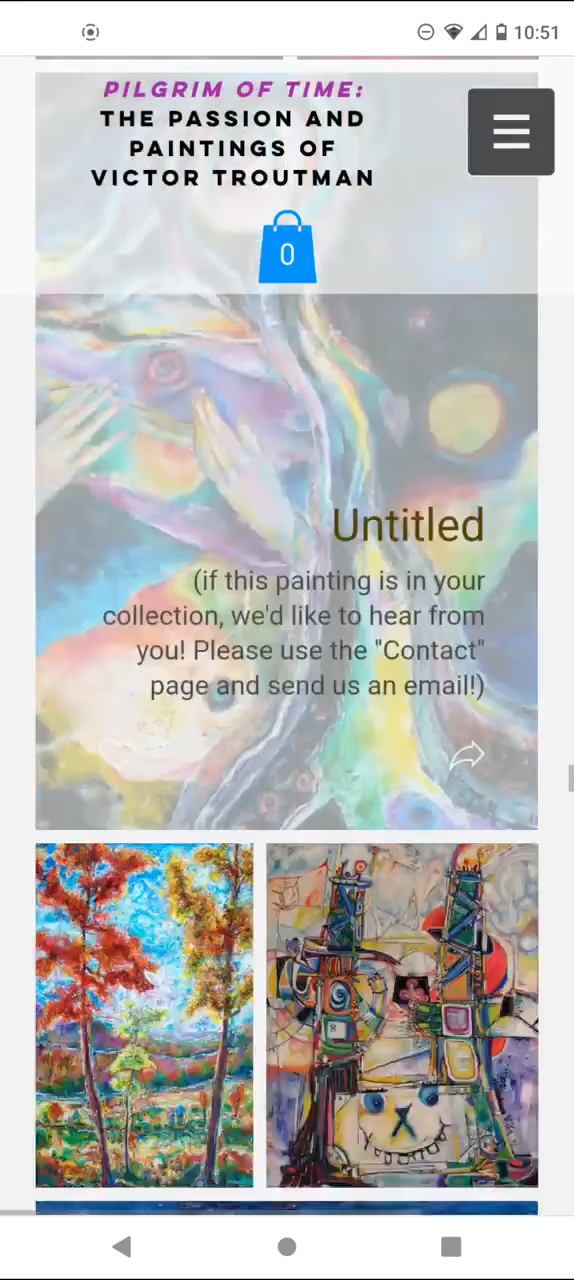 10:51
PILGRIM OF TIME:
THE PASSION AND
PAINTINGS OF
VICTOR TROUTMAN
0
Untitled
(if this painting is in your
collection, we'd like to hear from
you! Please use the "Contact"
page and send us an email!)